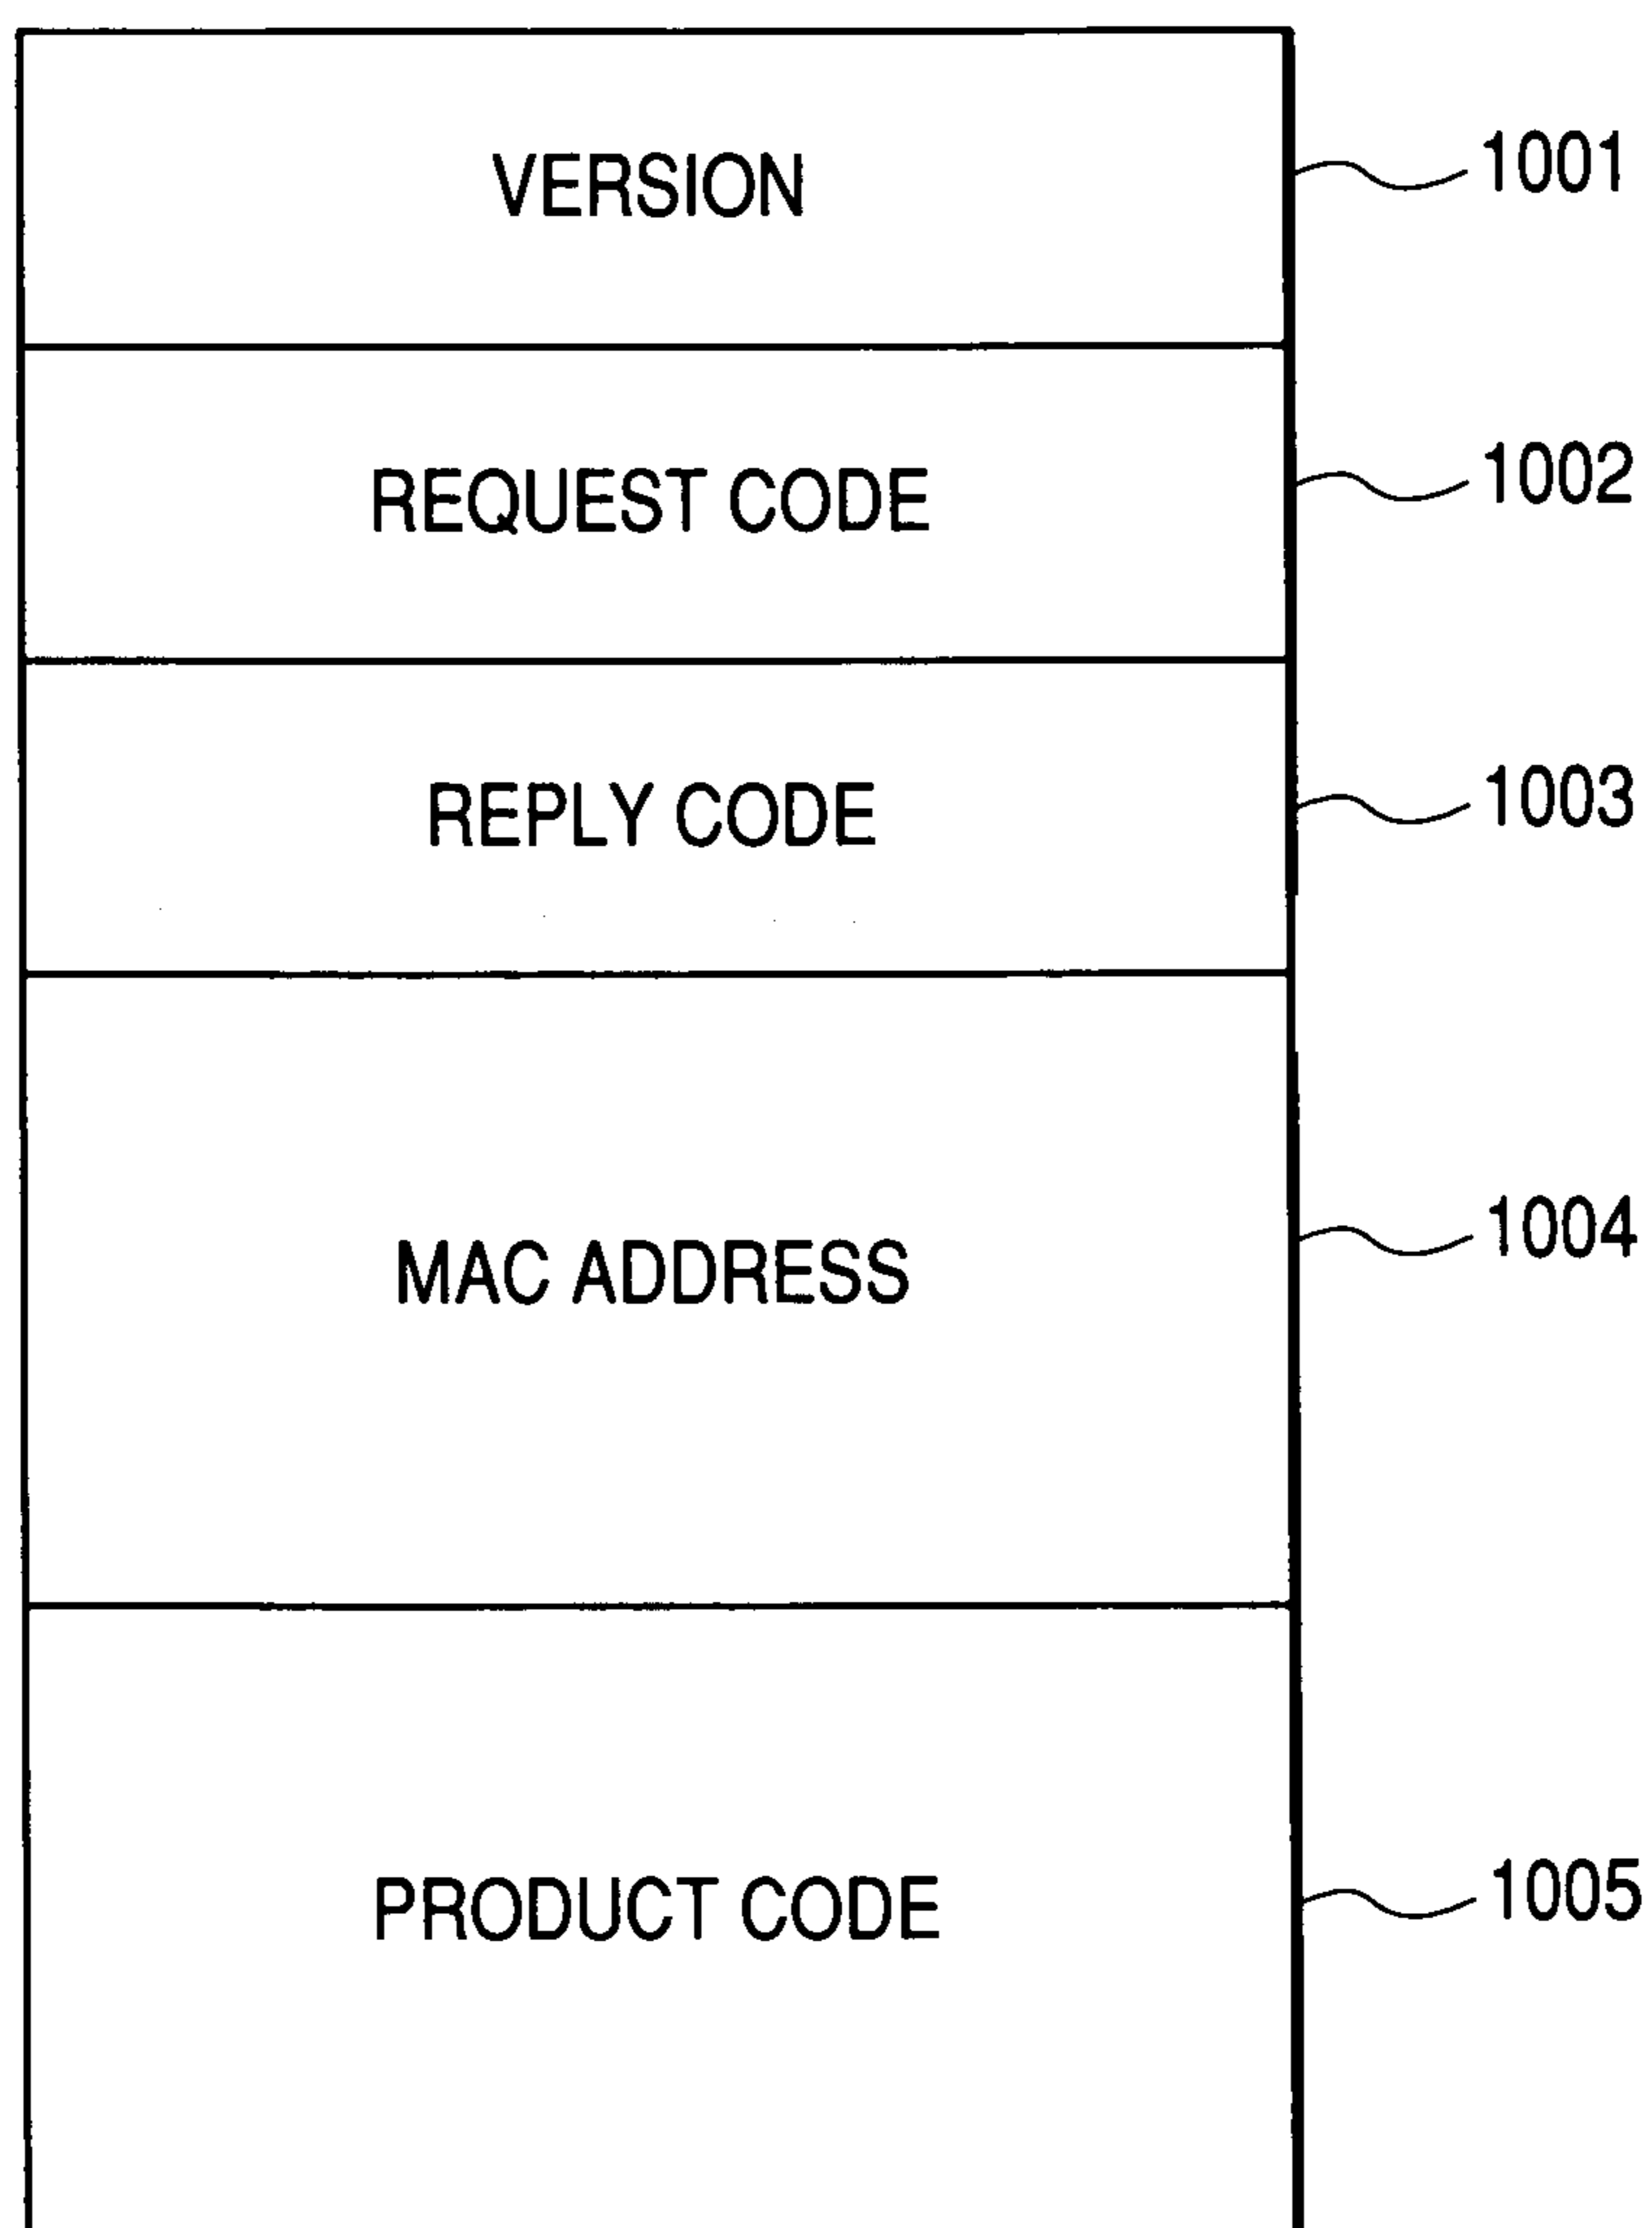 VERSION 1001
REQUEST CODE 1002
REPLY CODE 1003
MAC ADDRESS 1004
PRODUCT CODE 1005